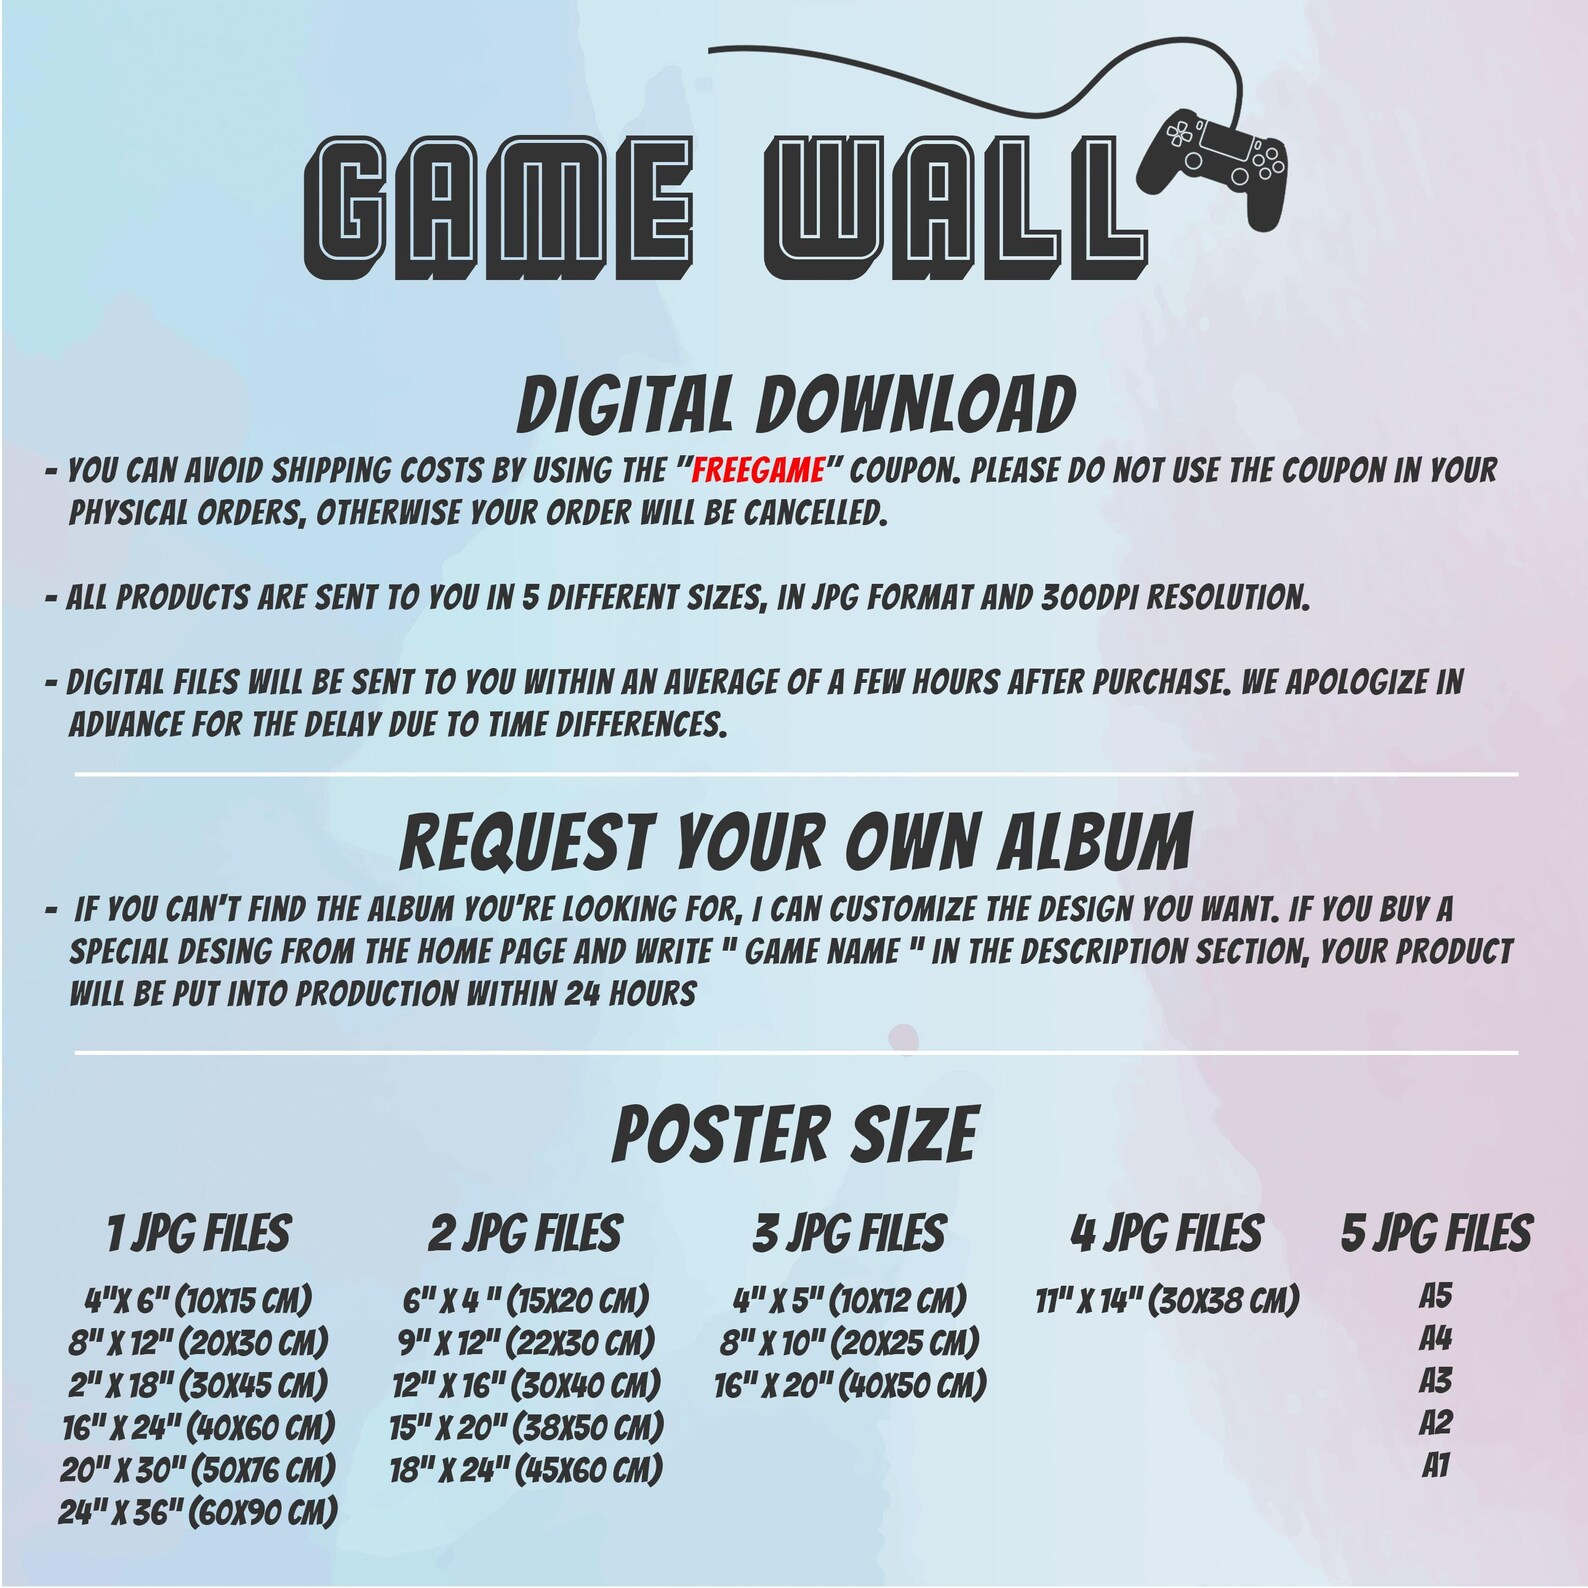 GAME WALL
DIGITAL DOWNLOAD
- YOU CAN AVOID SHIPPING COSTS BY USING THE "FREEGAME" COUPON. PLEASE DO NOT USE THE COUPON IN YOUR
PHYSICAL ORDERS, OTHERWISE YOUR ORDER WILL BE CANCELLED.
- ALL PRODUCTS ARE SENT TO YOU IN 5 DIFFERENT SIZES, IN JPG FORMAT AND 300DPI RESOLUTION.
- DIGITAL FILES WILL BE SENT TO YOU WITHIN AN AVERAGE OF A FEW HOURS AFTER PURCHASE. WE APOLOGIZE IN
ADVANCE FOR THE DELAY DUE TO TIME DIFFERENCES.
REQUEST YOUR OWN ALBUM
- IF YOU CAN'T FIND THE ALBUM YOU'RE LOOKING FOR, I CAN CUSTOMIZE THE DESIGN YOU WANT. IF YOU BUY A
SPECIAL DESING FROM THE HOME PAGE AND WRITE " GAME NAME " IN THE DESCRIPTION SECTION, YOUR PRODUCT
WILL BE PUT INTO PRODUCTION WITHIN 24 HOURS
POSTER SIZE
1 JPG FILES
4"X 6" (10X15 CM)
8" X 12" (20X30 CM)
2" X 18" (30X45 CM)
16" X 24" (40X60 CM)
20" X 30" (50X76 CM)
24" X 36" (60X90 CM)
2 JPG FILES
6" X 4 " (15X20 CM)
9" X 12" (22X30 CM)
12" X 16" (30X40 CM)
15" X 20" (38X50 CM)
18" X 24" (45X60 CM)
3 JPG FILES
4" X 5" (10X12 CM)
8" X 10" (20X25 CM)
16" X 20" (40X50 CM)
4 JPG FILES
11" X 14" (30X38 CM)
5 JPG FILES
A5
A4
A3
A2
A1